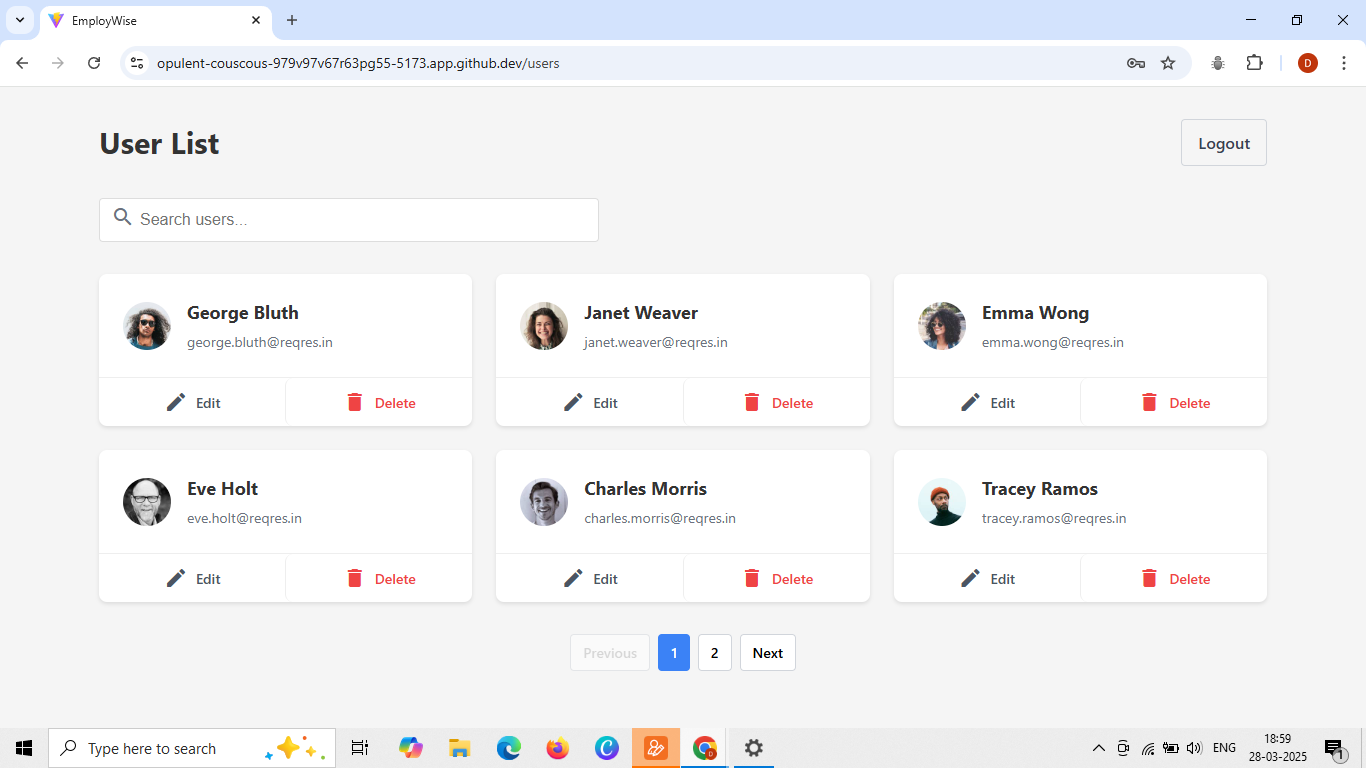 EmployWise
opulent-couscous-979v97v67r63pg55-5173.app.github.dev/users
D
User List
Logout
Search users...
George Bluth
george.bluth@reqres.in
Edit
Delete
Janet Weaver
janet.weaver@reqres.in
Edit
Delete
Emma Wong
emma.wong@reqres.in
Edit
Delete
Eve Holt
eve.holt@reqres.in
Edit
Delete
Charles Morris
charles.morris@reqres.in
Edit
Delete
Tracey Ramos
tracey.ramos@reqres.in
Edit
Delete
Previous
1
2
Next
Type here to search
D
ENG
18:59
28-03-2025
1